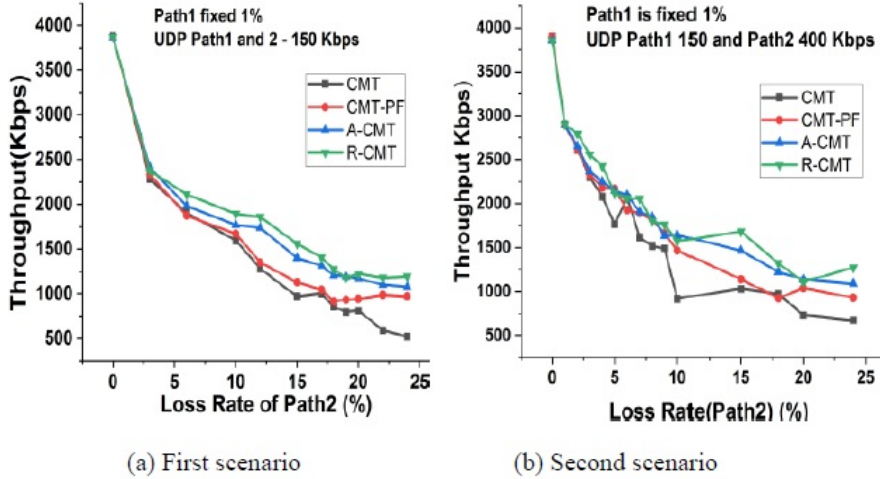 Path1 fixed 1%
UDP Path1 and 2 - 150 Kbps
CMT
CMT-PF
A-CMT
R-CMT
Throughput(Kbps)
4000
3500
3000
2500
2000
1500
1000
500
0
5
10
15
20
25
Loss Rate of Path2 (%)
(a) First scenario
Path1 is fixed 1%
UDP Path1 150 and Path2 400 Kbps
CMT
CMT-PF
A-CMT
R-CMT
Throughput Kbps)
4000
3500
3000
2500
2000
1500
1000
500
0
5
10
15
20
25
Loss Rate(Path2) (%)
(b) Second scenario